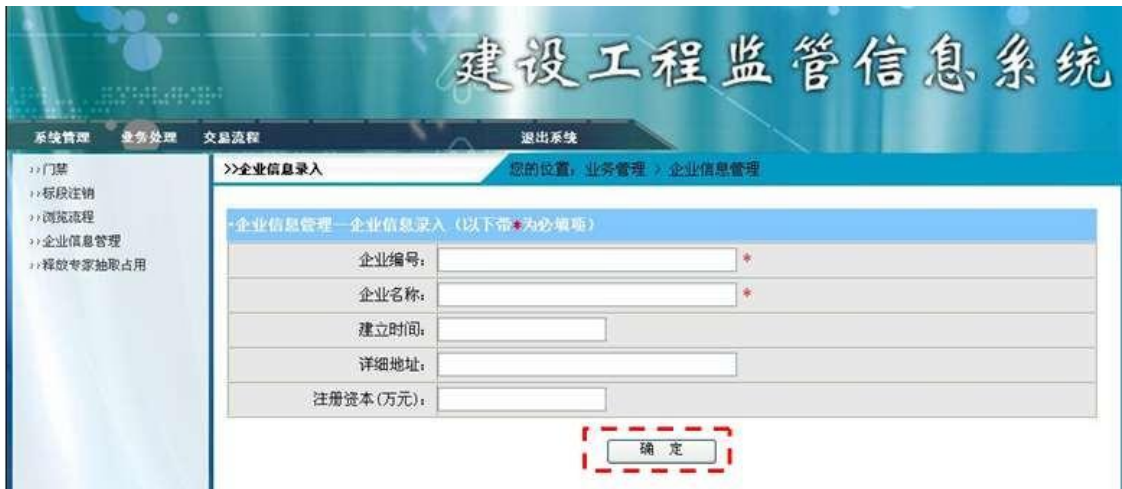 建设工程监管信息系统
系统管理 业务处理 交易流程 退出系统
>>门禁
>>标段注销
>>浏览流程
>>企业信息管理
>>释放专家抽取占用
>>企业信息录入 您的位置：业务管理 > 企业信息管理
·企业信息管理--企业信息录入（以下带*为必填项）
企业编号： *
企业名称： *
建立时间：
详细地址：
注册资本(万元)：
确 定